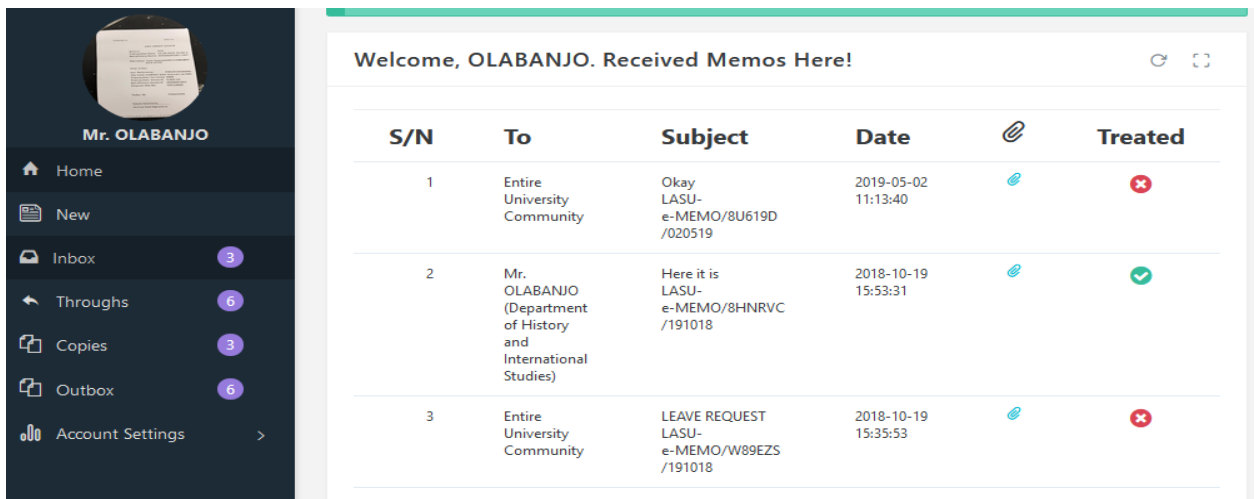 Mr. OLABANJO
Home
New
Inbox 3
Throughs 6
Copies 3
Outbox 6
Account Settings
Welcome, OLABANJO. Received Memos Here!
S/N To Subject Date Treated
1 Entire Okay 2019-05-02
University LASU- 11:13:40
Community e-MEMO/8U619D
/020519
2 Mr. Here it is 2018-10-19
OLABANJO LASU- 15:53:31
(Department e-MEMO/8HNRVC
of History /191018
and
International
Studies)
3 Entire LEAVE REQUEST 2018-10-19
University LASU- 15:35:53
Community e-MEMO/W89EZS
/191018